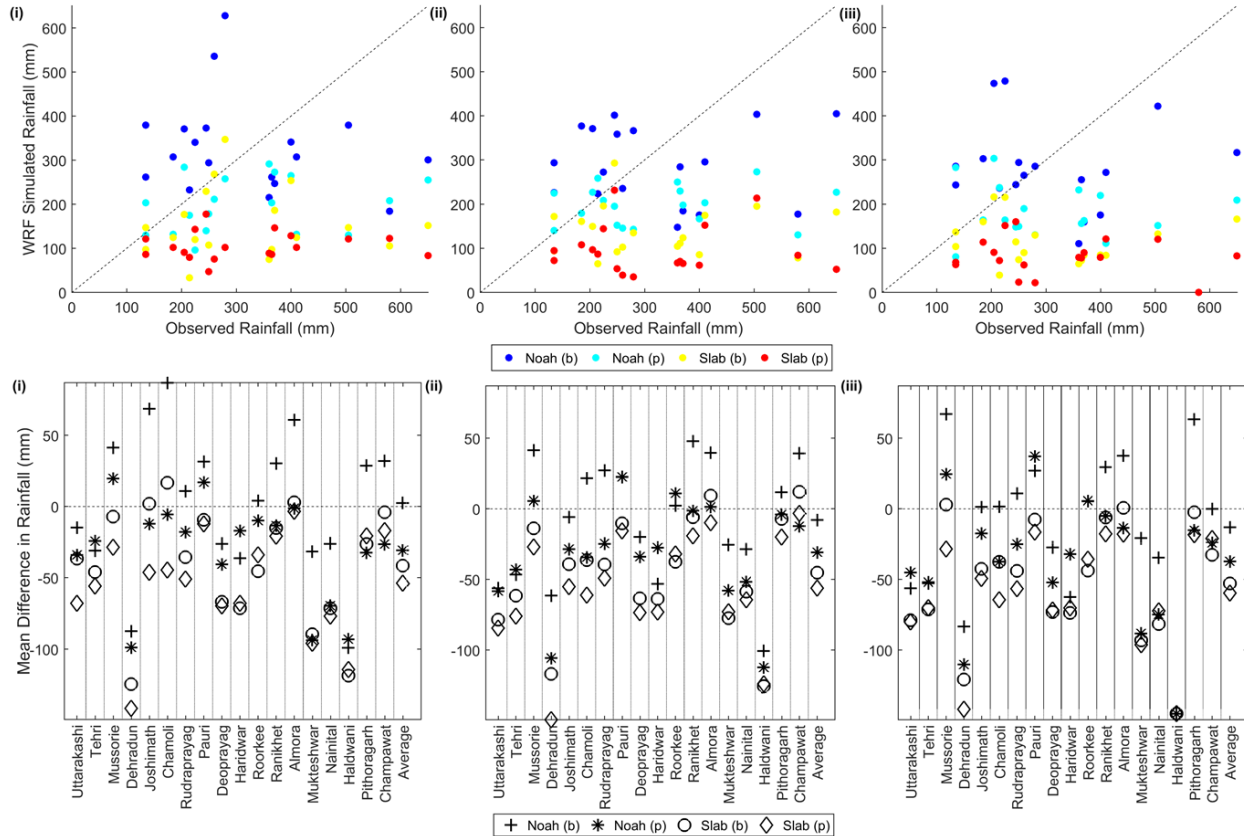 (i)
(ii)
(iii)
WRF Simulated Rainfall (mm)
600
500
400
300
200
100
0
600
500
400
300
200
100
0
600
500
400
300
200
100
0
0 100 200 300 400 500 600
0 100 200 300 400 500 600
0 100 200 300 400 500 600
Observed Rainfall (mm)
Observed Rainfall (mm)
Observed Rainfall (mm)
Noah (b) Noah (p) Slab (b) Slab (p)
(i)
(ii)
(iii)
Mean Difference in Rainfall (mm)
50
0
-50
-100
50
0
-50
-100
50
0
-50
-100
Uttarakashi
Tehri
Mussorie
Dehradun
Joshimath
Chamoli
Rudraprayag
Pauri
Deoprayag
Haridwar
Roorkee
Ranikhet
Almora
Mukteshwar
Nainital
Haldwani
Pithoragarh
Champawat
Average
Uttarakashi
Tehri
Mussorie
Dehradun
Joshimath
Chamoli
Rudraprayag
Pauri
Deoprayag
Haridwar
Roorkee
Ranikhet
Almora
Mukteshwar
Nainital
Haldwani
Pithoragarh
Champawat
Average
Uttarakashi
Tehri
Mussorie
Dehradun
Joshimath
Chamoli
Rudraprayag
Pauri
Deoprayag
Haridwar
Roorkee
Ranikhet
Almora
Mukteshwar
Nainital
Haldwani
Pithoragarh
Champawat
Average
Noah (b) Noah (p) Slab (b) Slab (p)